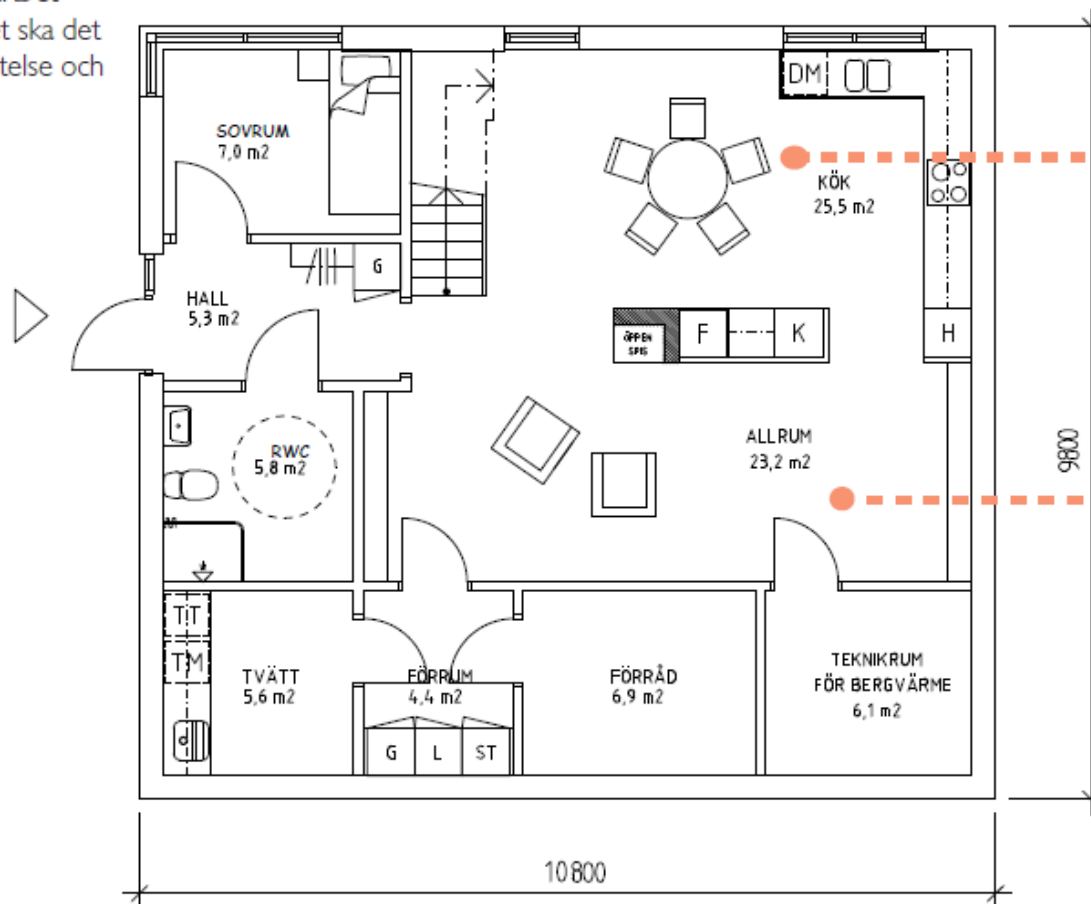 et ska det
telse och
DM
SOVRUM
7,0 m2
KÖK
25,5 m2
G
HALL
5,3 m2
ÖPPEN
SPIS
F
K
H
ALLRUM
23,2 m2
9800
RWC
5,8 m2
TT
TM
TVÄTT
5,6 m2
FÖRRUM
4,4 m2
FÖRRÅD
6,9 m2
TEKNIKRUM
FÖR BERGVÄRME
6,1 m2
G
L
ST
10800